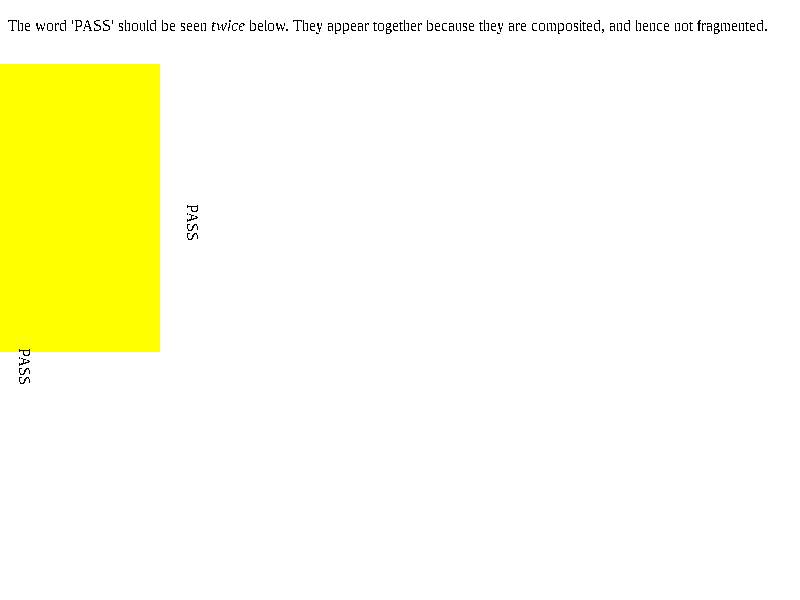 The word 'PASS' should be seen twice below. They appear together because they are composited, and hence not fragmented.
PASS
PASS